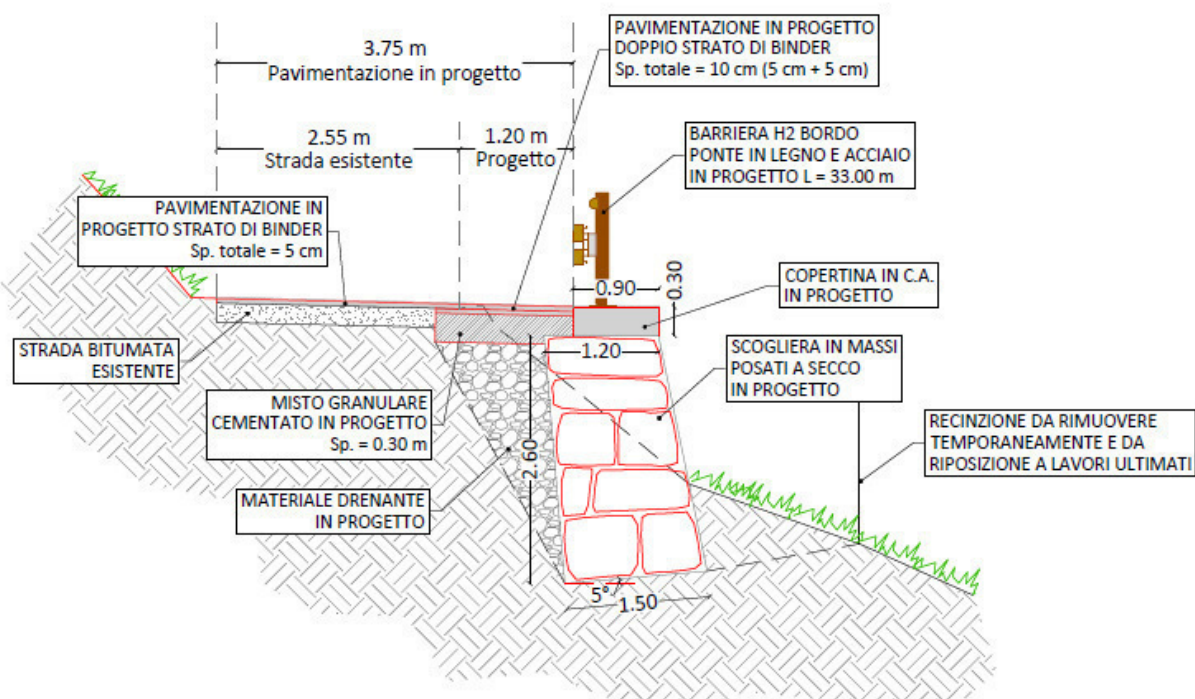 3.75 m
Pavimentazione in progetto
PAVIMENTAZIONE IN PROGETTO
DOPPIO STRATO DI BINDER
Sp. totale = 10 cm (5 cm + 5 cm)
2.55 m
Strada esistente
1.20 m
Progetto
BARRIERA H2 BORDO
PONTE IN LEGNO E ACCIAIO
IN PROGETTO L = 33.00 m
PAVIMENTAZIONE IN
PROGETTO STRATO DI BINDER
Sp. totale = 5 cm
0.90
0.30
COPERTINA IN C.A.
IN PROGETTO
STRADA BITUMATA
ESISTENTE
1.20
SCOGLIERA IN MASSI
POSATI A SECCO
IN PROGETTO
MISTO GRANULARE
CEMENTATO IN PROGETTO
Sp. = 0.30 m
2.60
RECINZIONE DA RIMUOVERE
TEMPORANEAMENTE E DA
RIPOSIZIONE A LAVORI ULTIMATI
MATERIALE DRENANTE
IN PROGETTO
5°
1.50